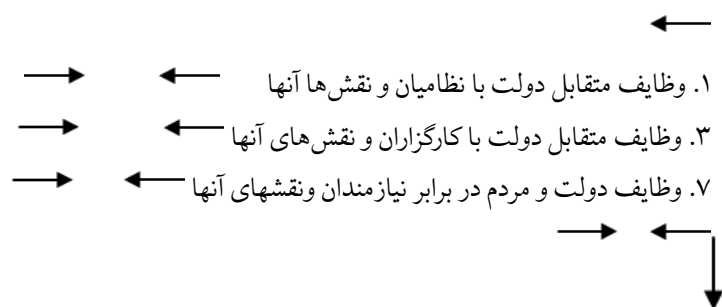 ۱. وظایف متقابل دولت با نظامیان و نقش‌ها آنها
۳. وظایف متقابل دولت با کارگزاران و نقش‌های آنها
۷. وظایف دولت و مردم در برابر نیازمندان ونقشهای آنها